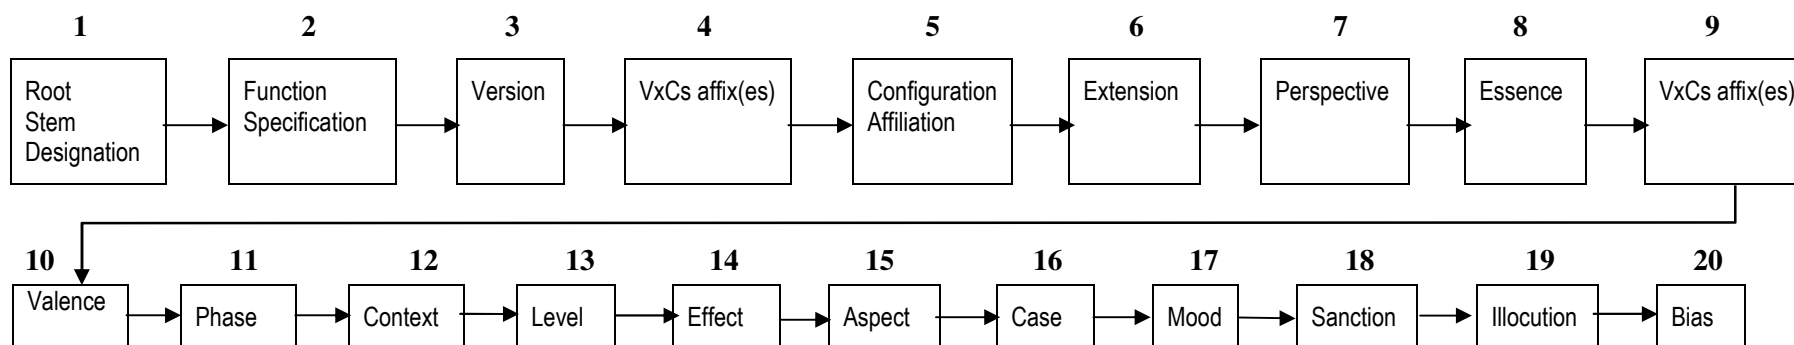 1 2 3 4 5 6 7 8 9
Root Function Version VxCs affix(es) Configuration Extension Perspective Essence VxCs affix(es)
Stem Specification Affiliation
Designation
10 11 12 13 14 15 16 17 18 19 20
Valence Phase Context Level Effect Aspect Case Mood Sanction Illocution Bias